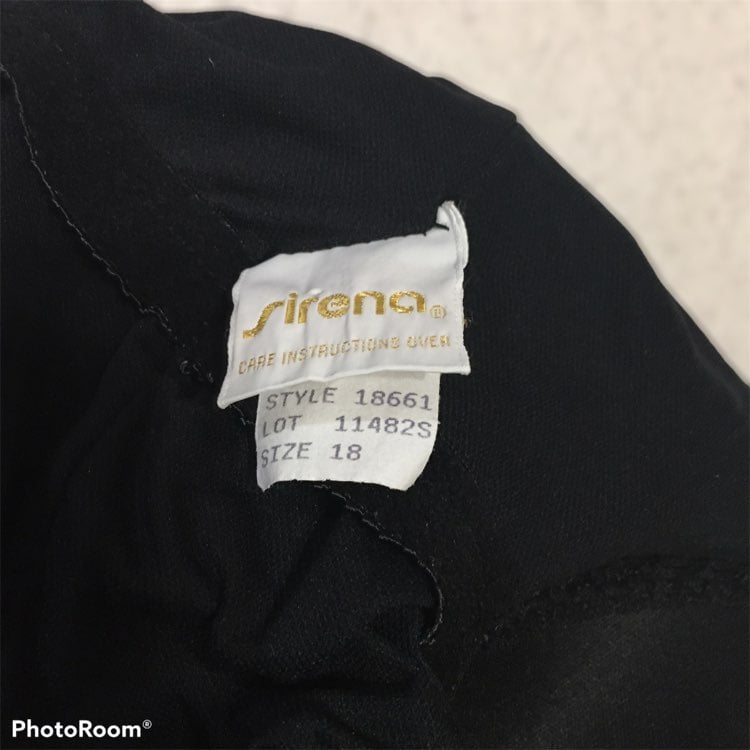 sirena®
CARE INSTRUCTIONS OVER
STYLE 18661
LOT 11482S
SIZE 18
PhotoRoom®